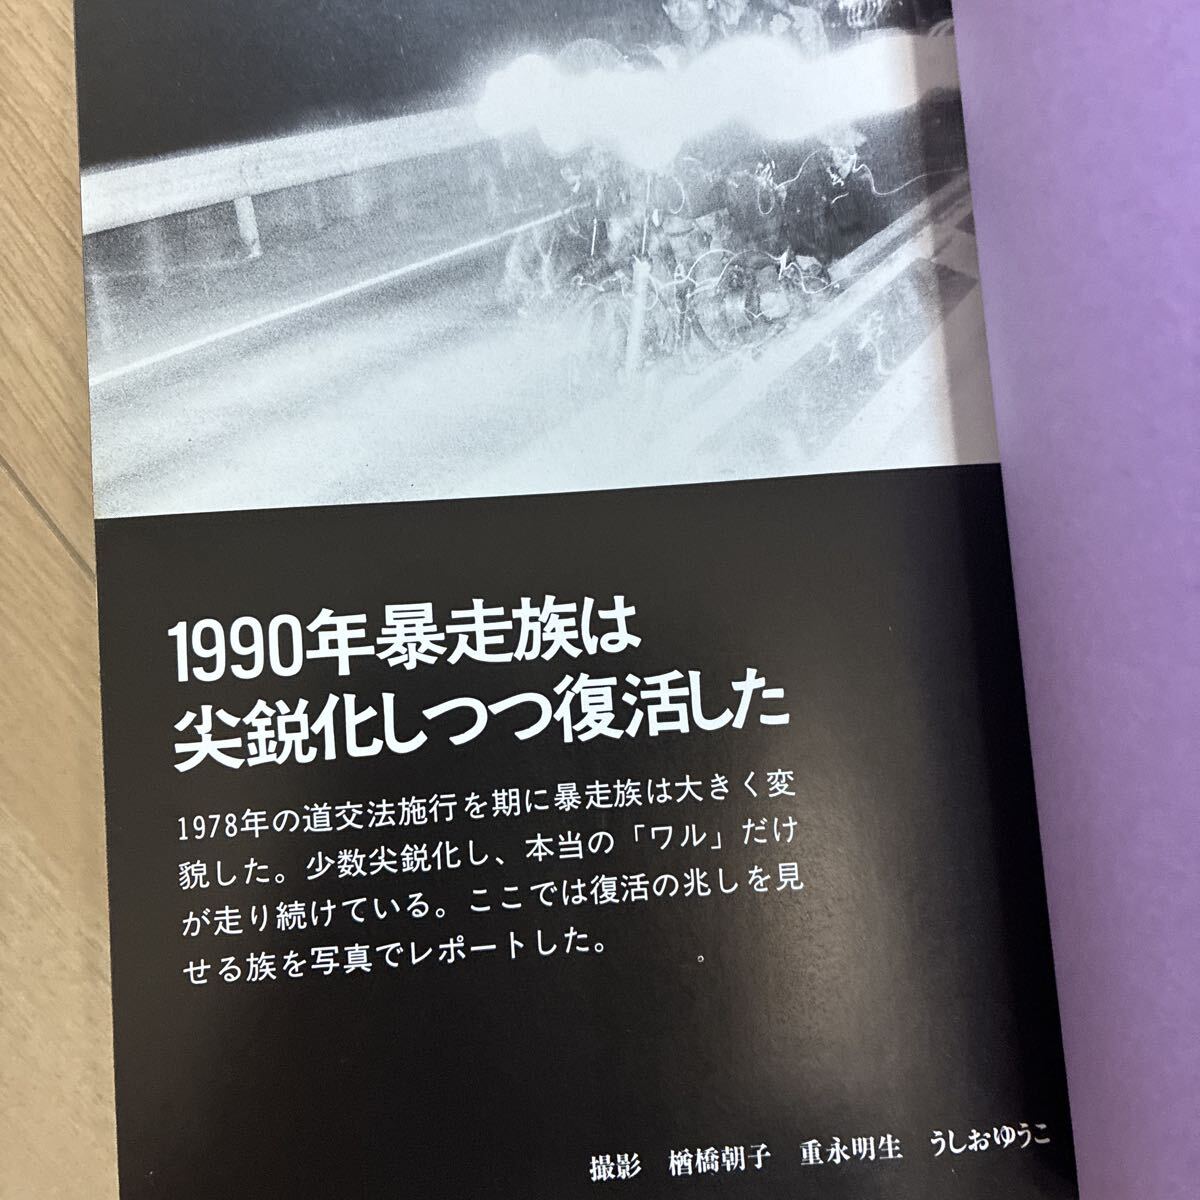 1990年暴走族は
尖鋭化しつつ復活した
1978年の道交法施行を期に暴走族は大きく変
貌した。少数尖鋭化し、本当の「ワル」だけ
が走り続けている。ここでは復活の兆しを見
せる族を写真でレポートした。
撮影　楢橋朝子　重永明生　うしおゆうこ